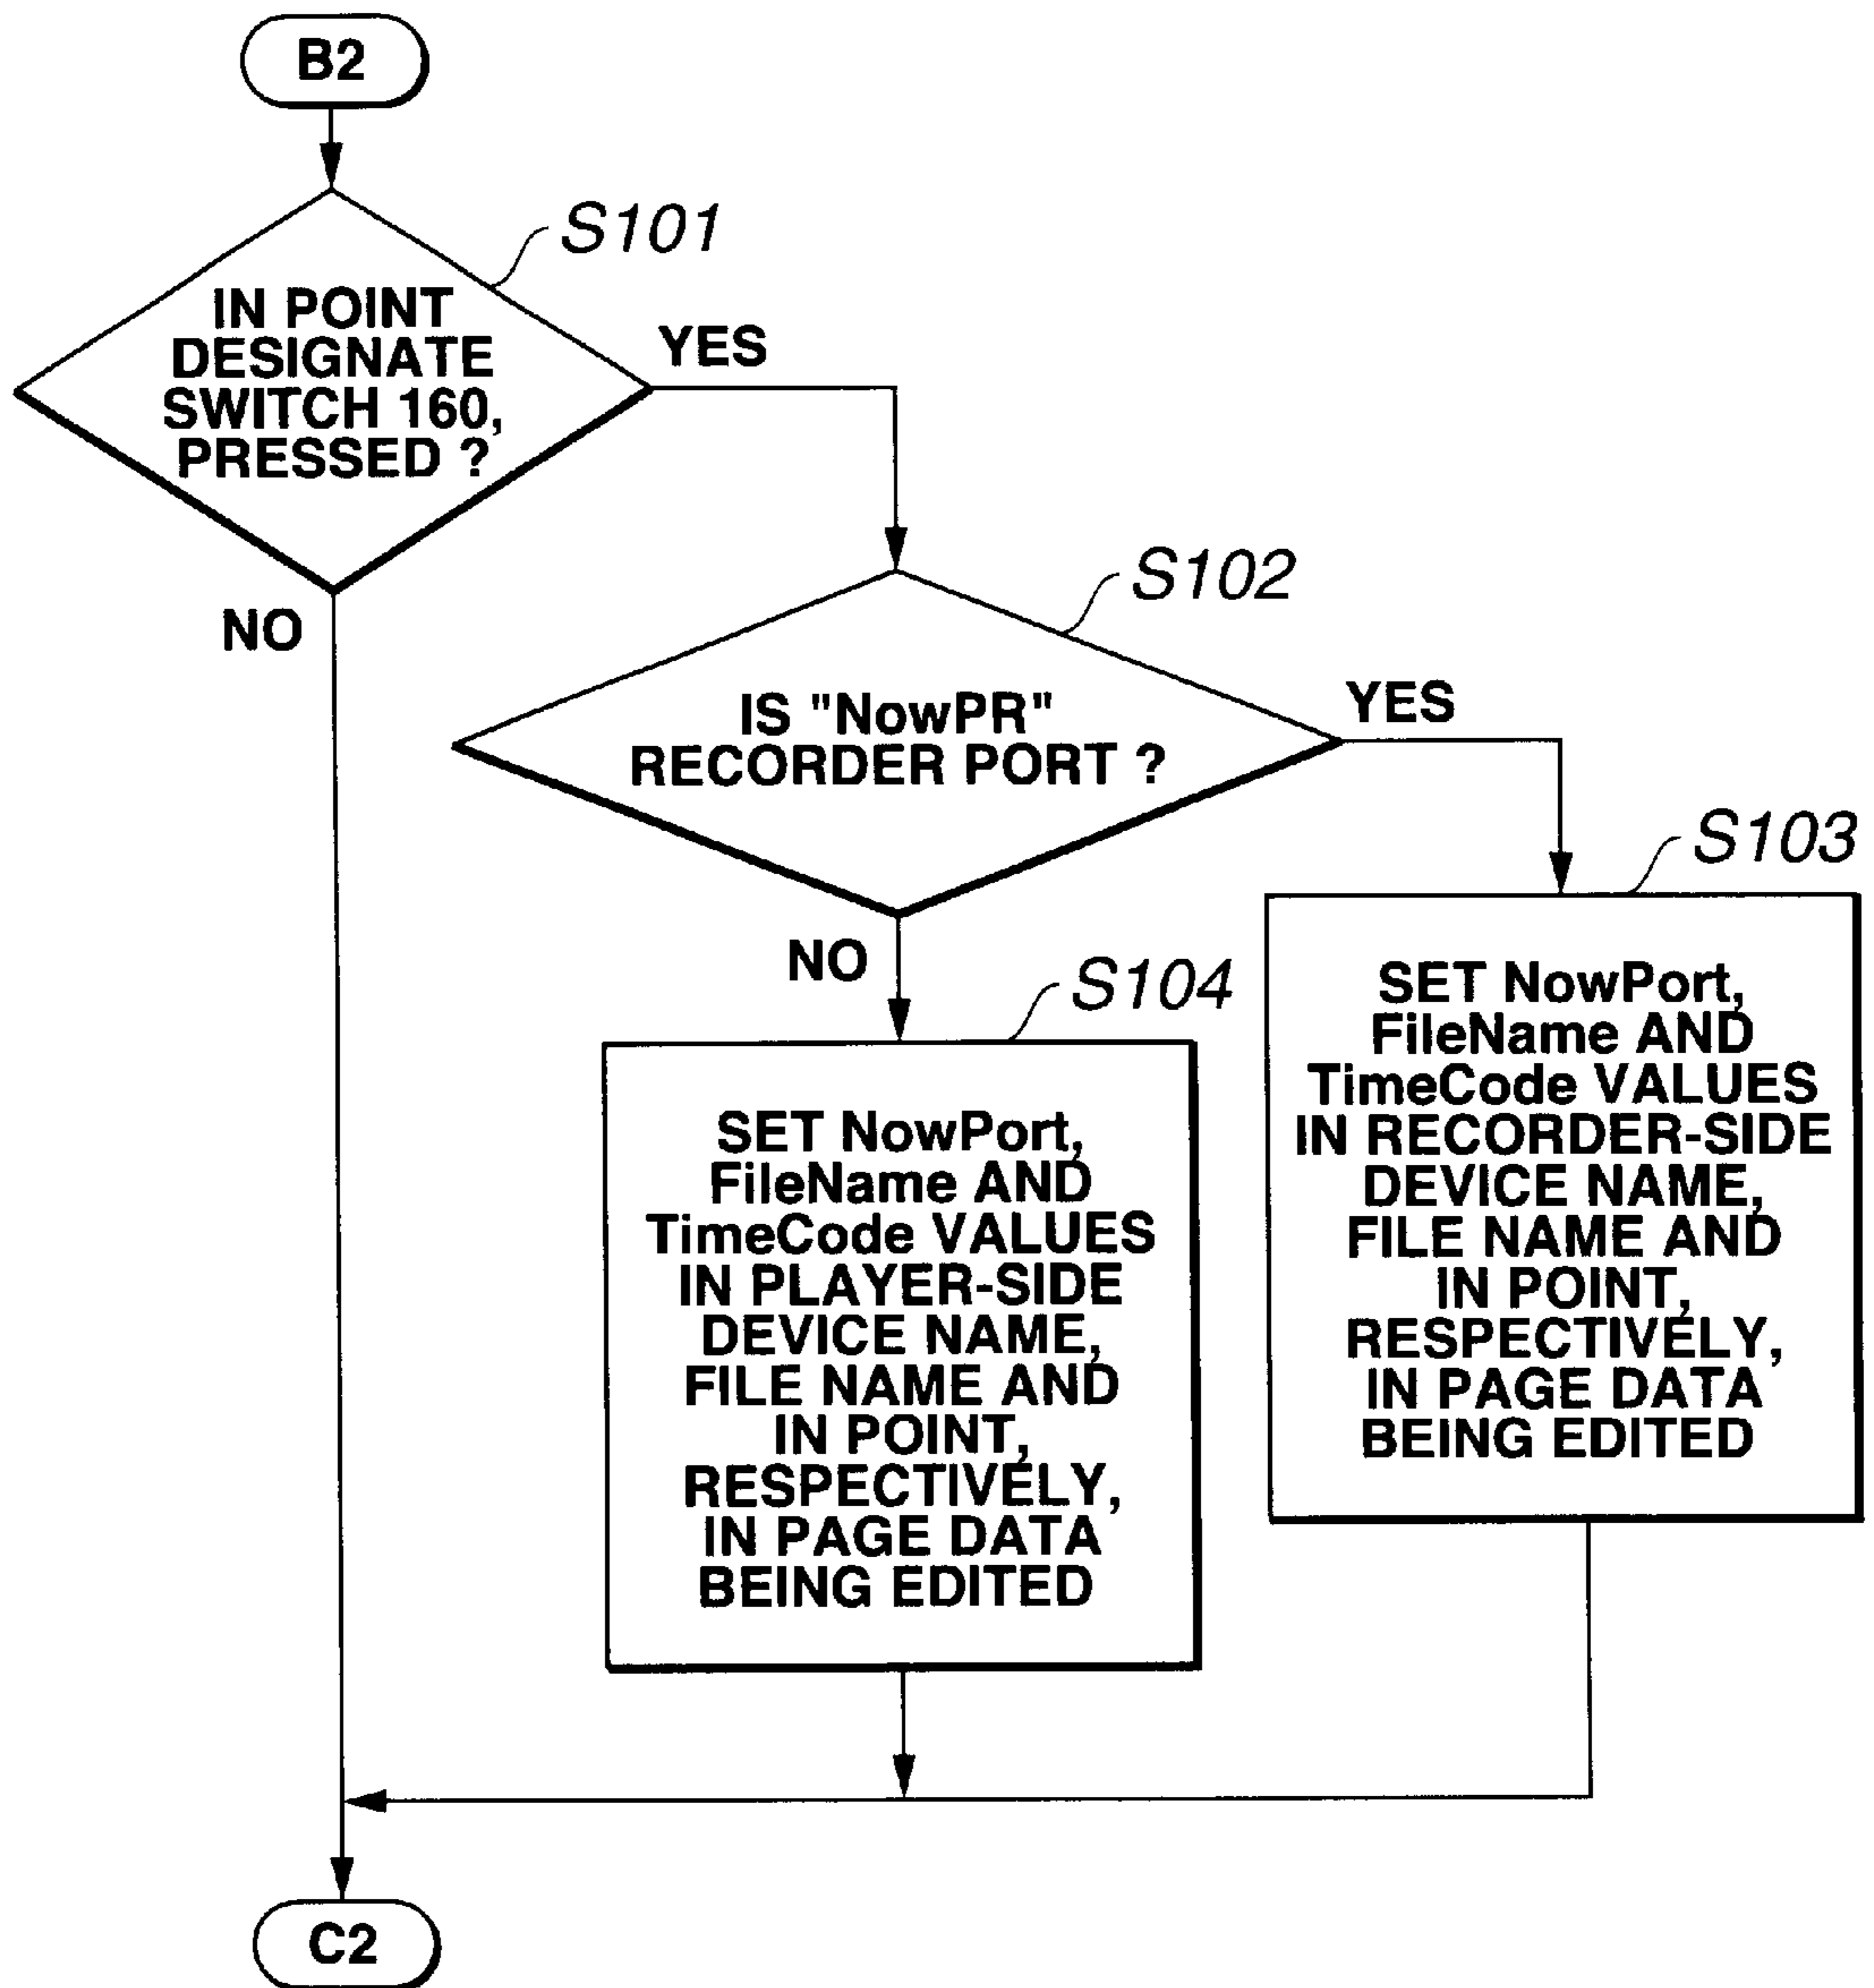 B2
S101
IN POINT
DESIGNATE
SWITCH 160,
PRESSED ?
YES
NO
S102
IS "NowPR"
RECORDER PORT ?
YES
NO
S103
SET NowPort,
FileName AND
TimeCode VALUES
IN RECORDER-SIDE
DEVICE NAME,
FILE NAME AND
IN POINT,
RESPECTIVELY,
IN PAGE DATA
BEING EDITED
S104
SET NowPort,
FileName AND
TimeCode VALUES
IN PLAYER-SIDE
DEVICE NAME,
FILE NAME AND
IN POINT,
RESPECTIVELY,
IN PAGE DATA
BEING EDITED
C2